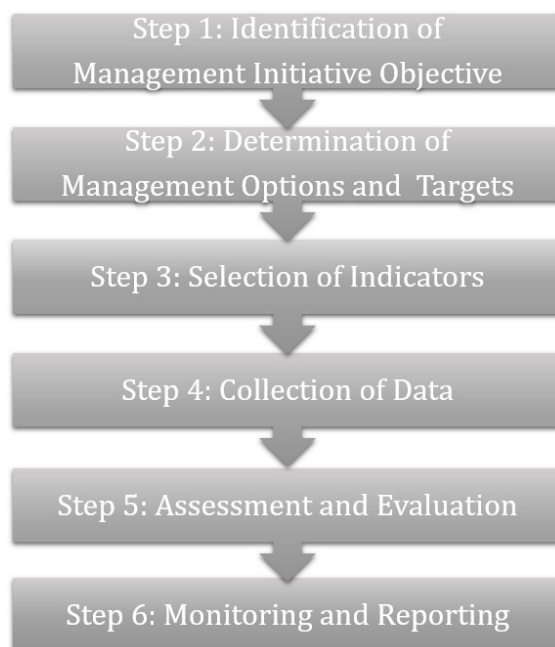 Step 1: Identification of
Management Initiative Objective
Step 2: Determination of
Management Options and  Targets
Step 3: Selection of Indicators
Step 4: Collection of Data
Step 5: Assessment and Evaluation
Step 6: Monitoring and Reporting